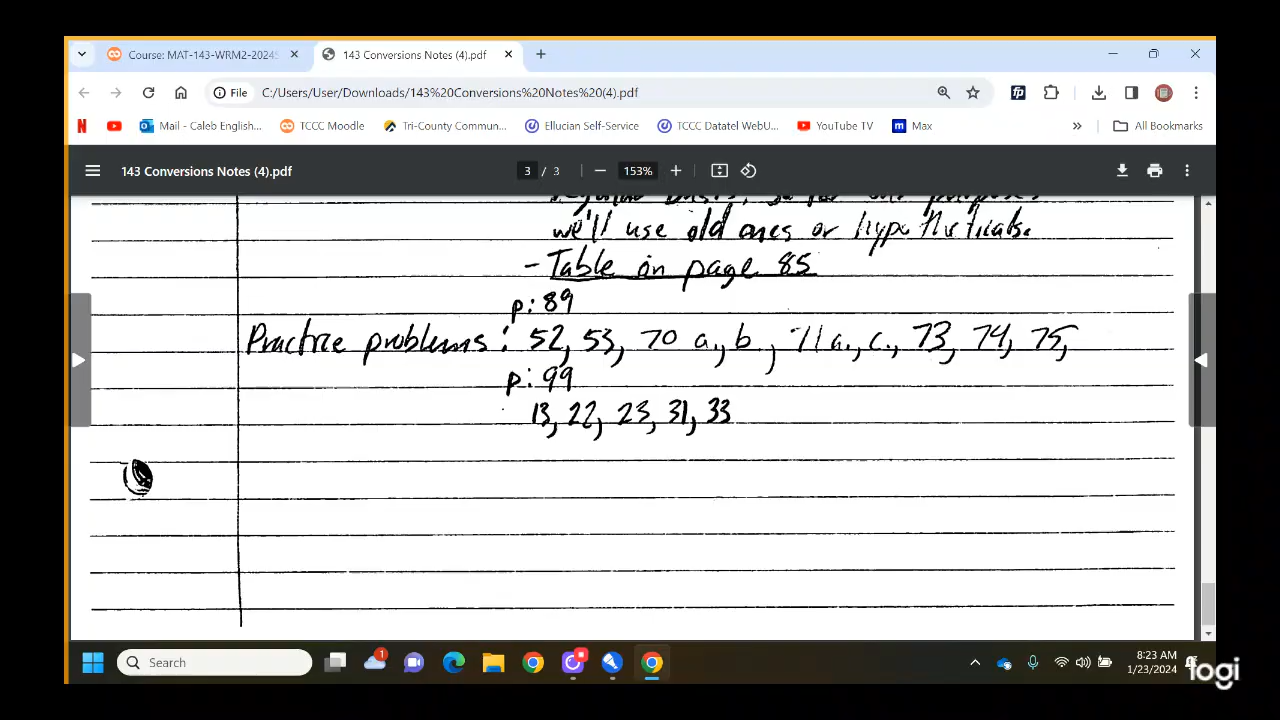 Course: MAT-143-WRM2-2024S
143 Conversions Notes (4).pdf
File C:/Users/User/Downloads/143%20Conversions%20Notes%20(4).pdf
Mail - Caleb English...
TCCC Moodle
Tri-County Commun...
Ellucian Self-Service
TCCC Datatel WebU...
YouTube TV
Max
»
All Bookmarks
143 Conversions Notes (4).pdf
3 / 3
153%
we'll use old ones or hypotheticals.
- Table on page 85
p: 89
Practice problems: 52, 53, 70 a., b., 71 a., c., 73, 74, 75,
p: 99
13, 22, 23, 31, 33
Search
1
8:23 AM
1/23/2024
logi